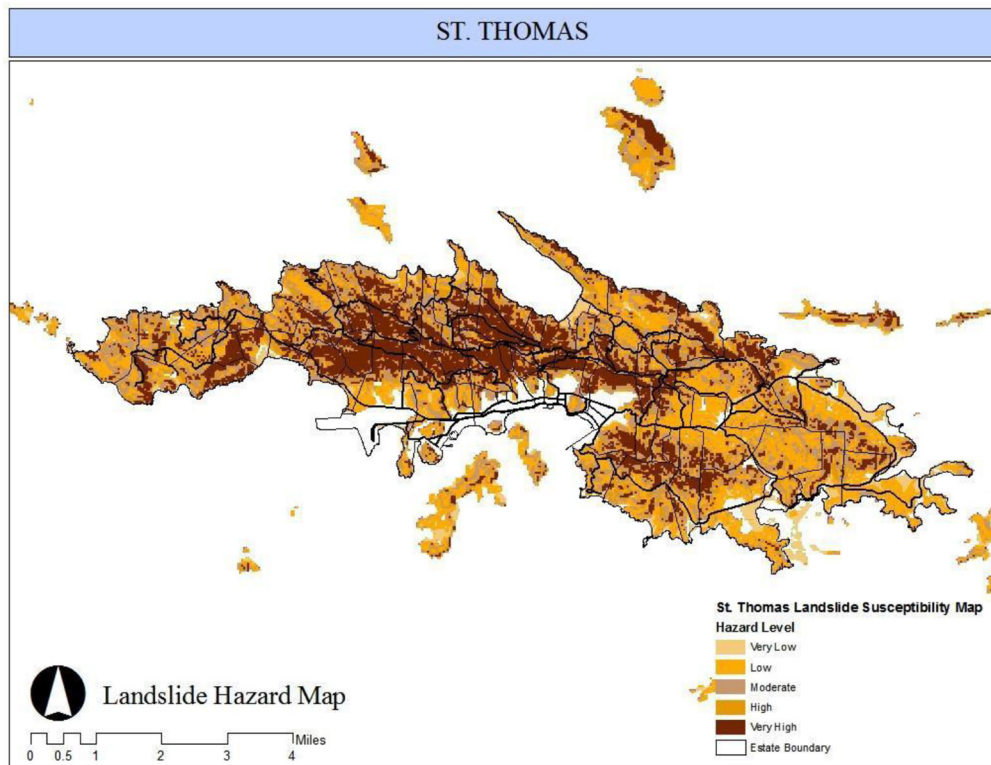 ST. THOMAS
St. Thomas Landslide Susceptibility Map
Hazard Level
Very Low
Low
Moderate
High
Very High
Estate Boundary
Landslide Hazard Map
Miles
0 0.5 1 2 3 4